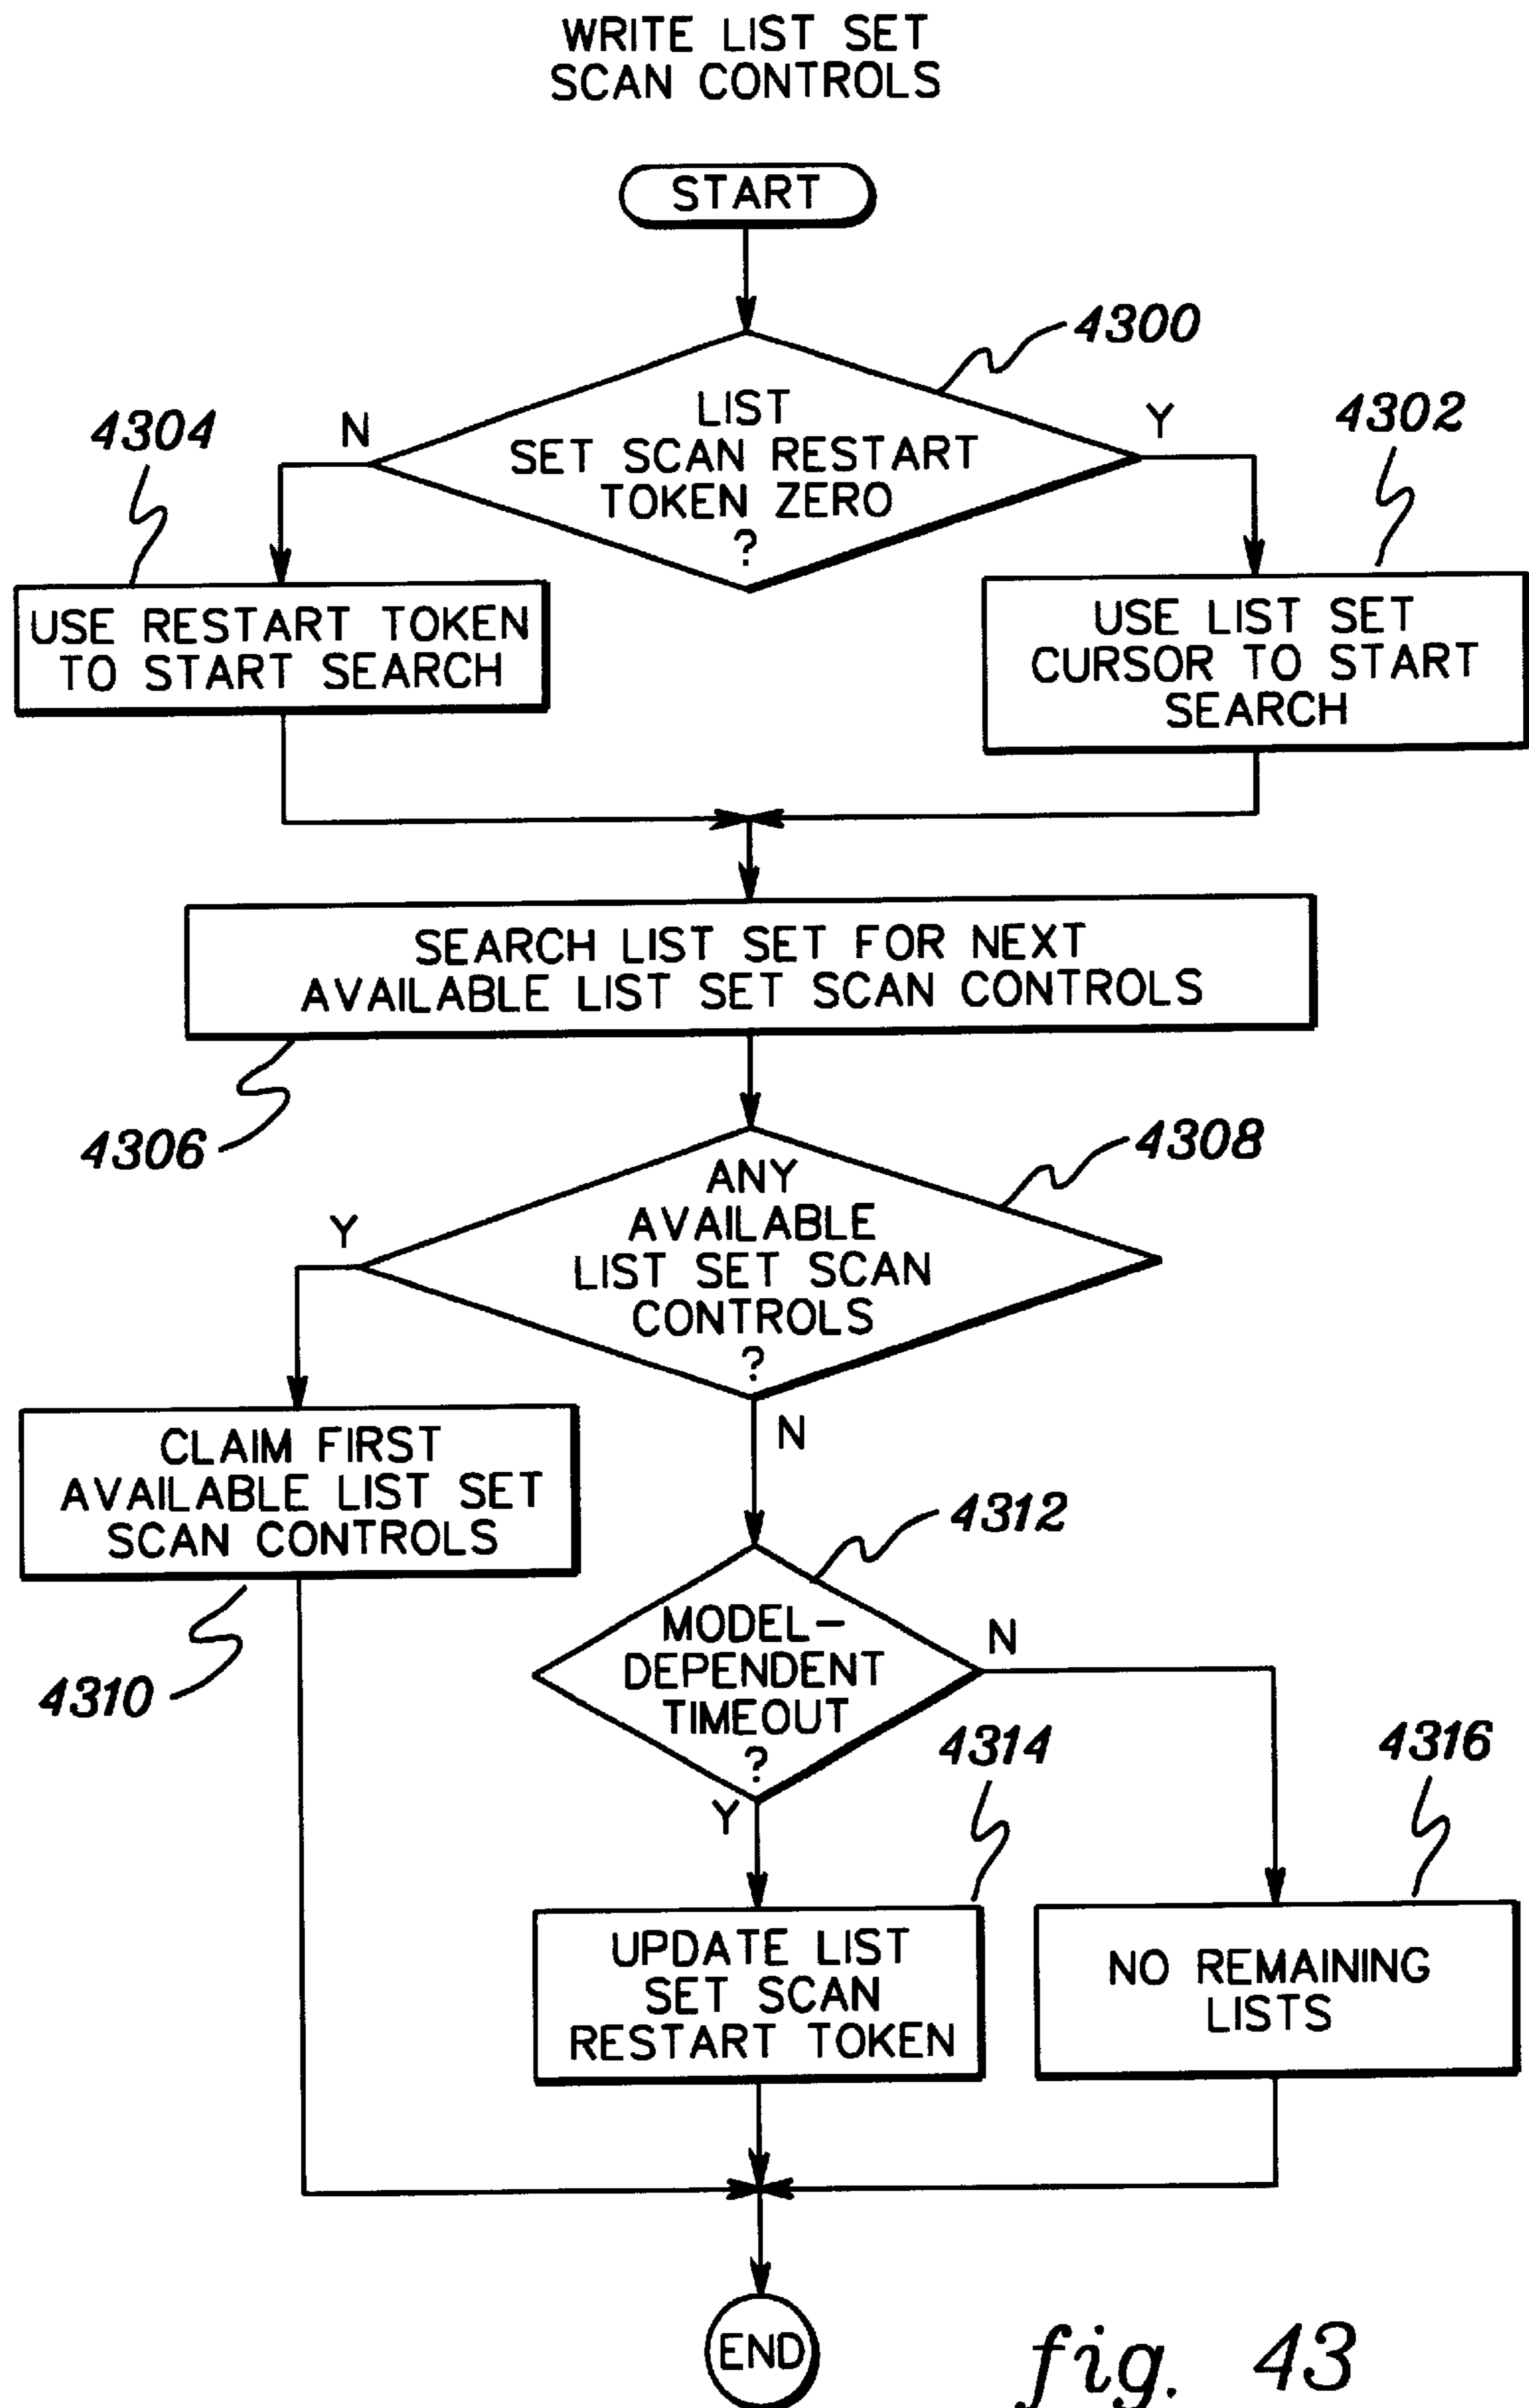 WRITE LIST SET
SCAN CONTROLS
START
4300
LIST
SET SCAN RESTART
TOKEN ZERO
?
N
Y
4304
4302
USE RESTART TOKEN
TO START SEARCH
USE LIST SET
CURSOR TO START
SEARCH
SEARCH LIST SET FOR NEXT
AVAILABLE LIST SET SCAN CONTROLS
4306
4308
ANY
AVAILABLE
LIST SET SCAN
CONTROLS
?
Y
N
CLAIM FIRST
AVAILABLE LIST SET
SCAN CONTROLS
4310
4312
MODEL-
DEPENDENT
TIMEOUT
?
N
Y
4314
4316
UPDATE LIST
SET SCAN
RESTART TOKEN
NO REMAINING
LISTS
END
fig. 43